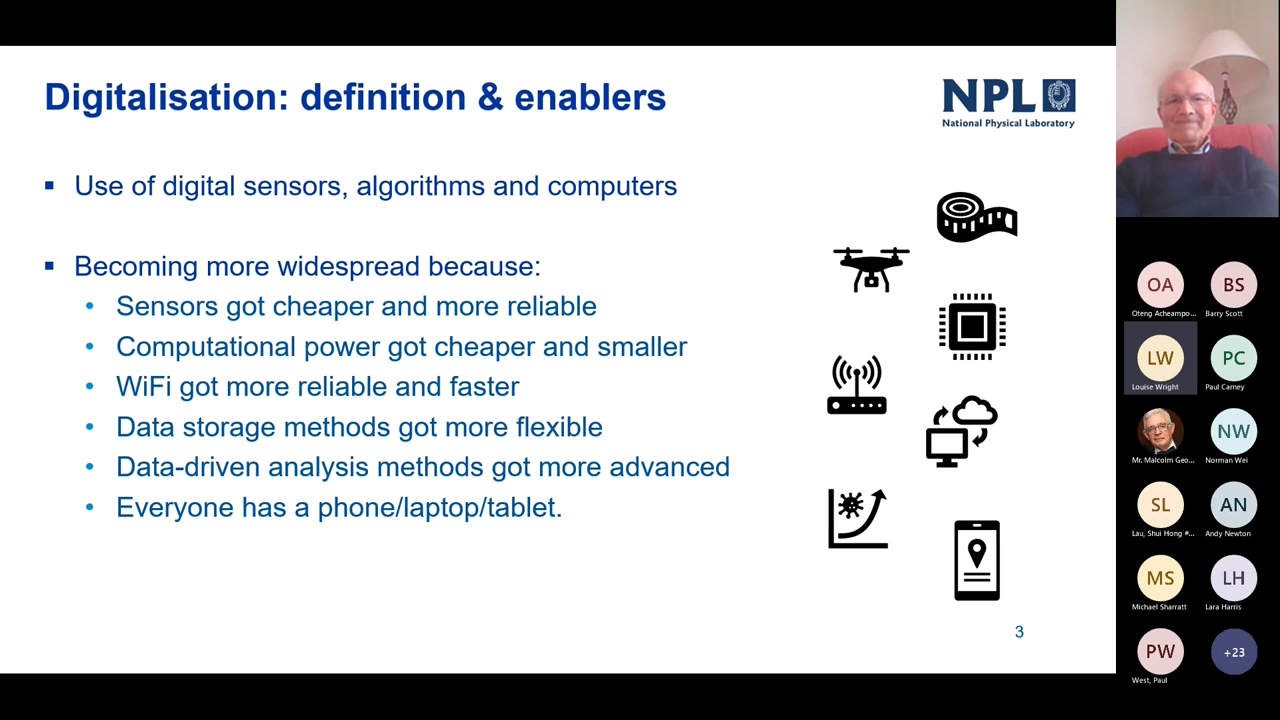 Digitalisation: definition & enablers
NPL
National Physical Laboratory
▪ Use of digital sensors, algorithms and computers
▪ Becoming more widespread because:
• Sensors got cheaper and more reliable
• Computational power got cheaper and smaller
• WiFi got more reliable and faster
• Data storage methods got more flexible
• Data-driven analysis methods got more advanced
• Everyone has a phone/laptop/tablet.
3
OA
Oteng Acheampo...
BS
Barry Scott
LW
Louise Wright
PC
Paul Carney
Mr. Malcolm Geo...
NW
Norman Wei
SL
Lau, Shui Hong #...
AN
Andy Newton
MS
Michael Sharratt
LH
Lara Harris
PW
West, Paul
+23